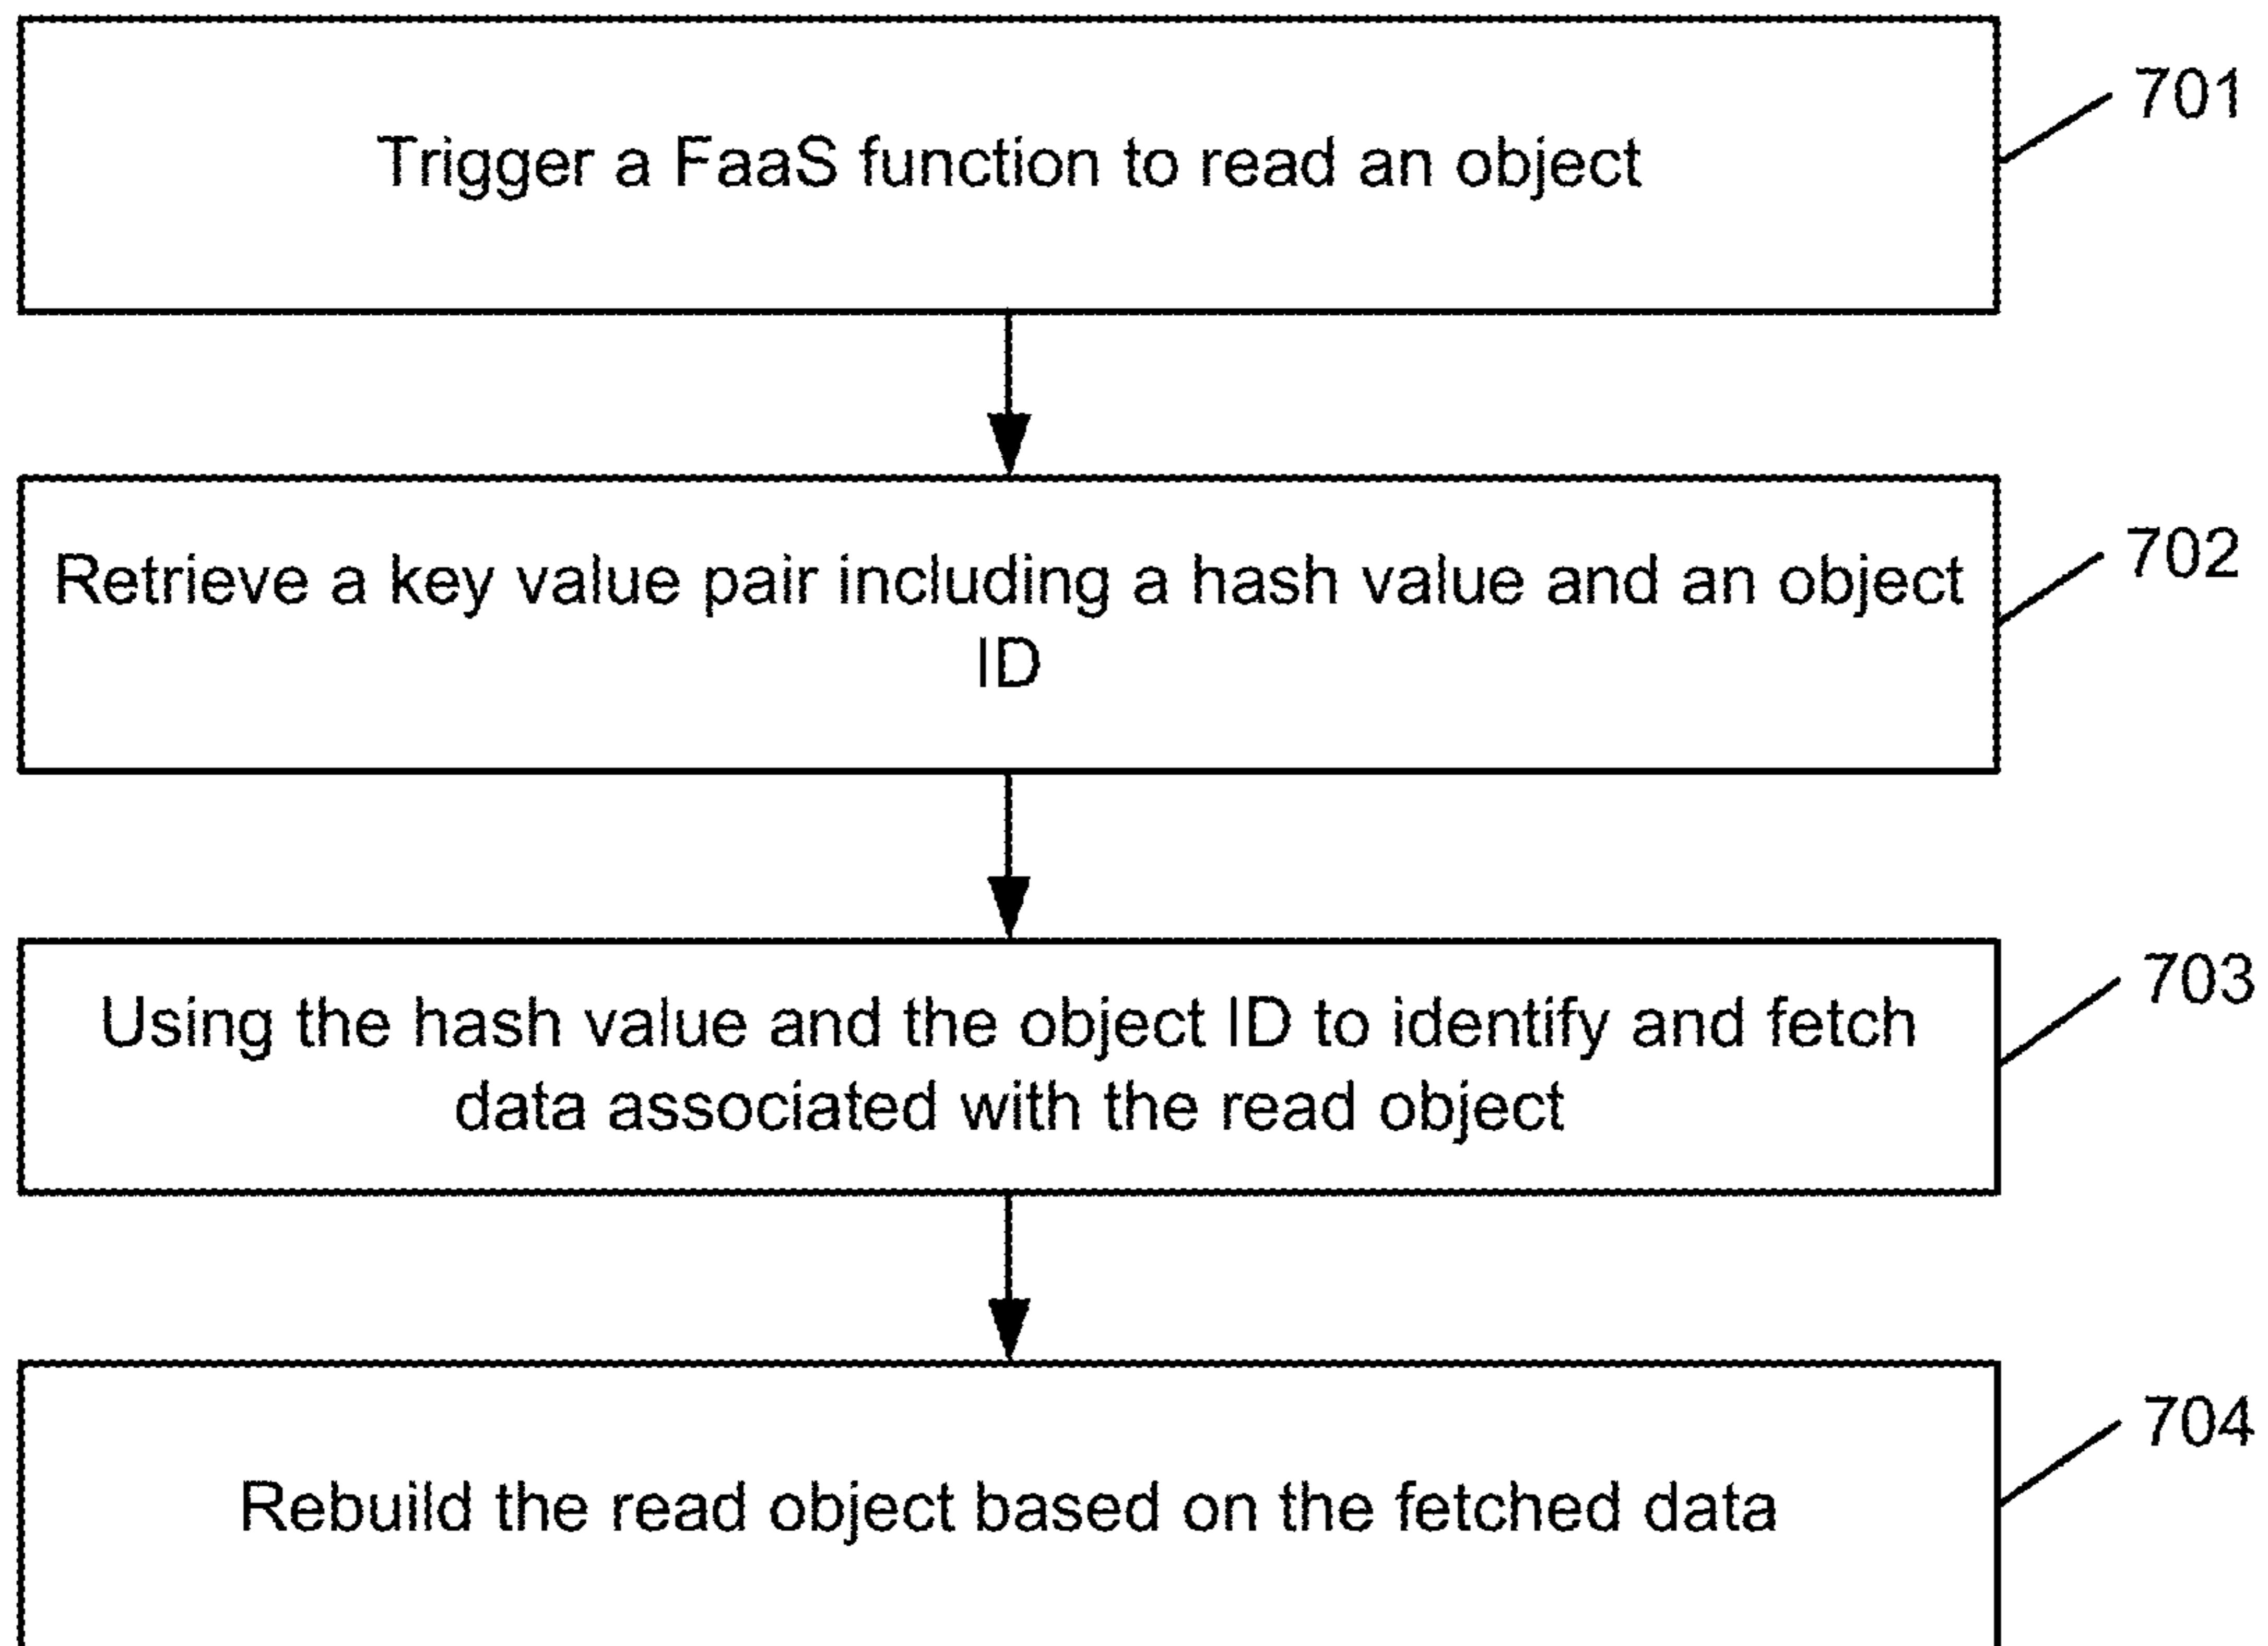 Trigger a FaaS function to read an object
701
Retrieve a key value pair including a hash value and an object
ID
702
Using the hash value and the object ID to identify and fetch
data associated with the read object
703
Rebuild the read object based on the fetched data
704